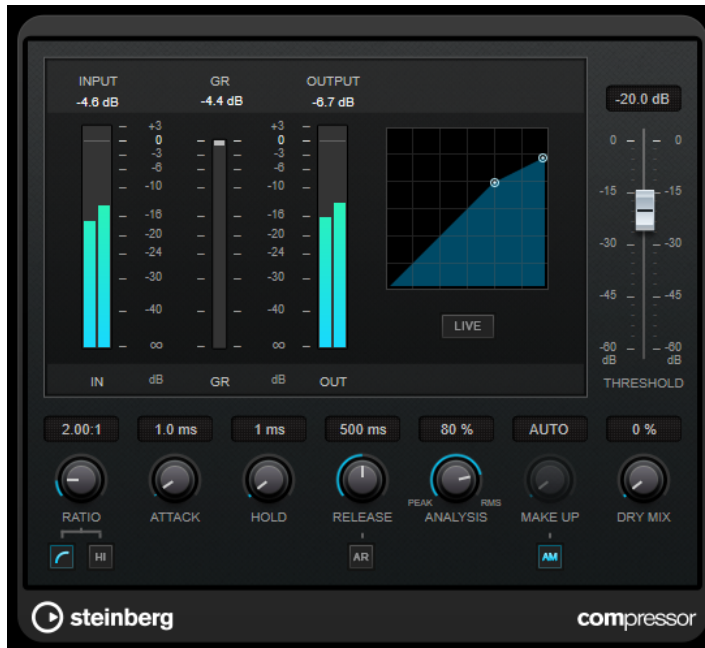 INPUT GR OUTPUT
-4.6 dB -4.4 dB -6.7 dB
-20.0 dB
+3 +3
0 0
-3 -3
-6 -6
-10 -10
-16 -16
-20 -20
-24 -24
-30 -30
-40 -40
∞ ∞
IN dB GR dB OUT
LIVE
0 0
-15 -15
-30 -30
-45 -45
-60 -60
dB dB
THRESHOLD
2.00:1 1.0 ms 1 ms 500 ms 80 % AUTO 0 %
PEAK RMS
RATIO ATTACK HOLD RELEASE ANALYSIS MAKE UP DRY MIX
HI AR AM
steinberg compressor